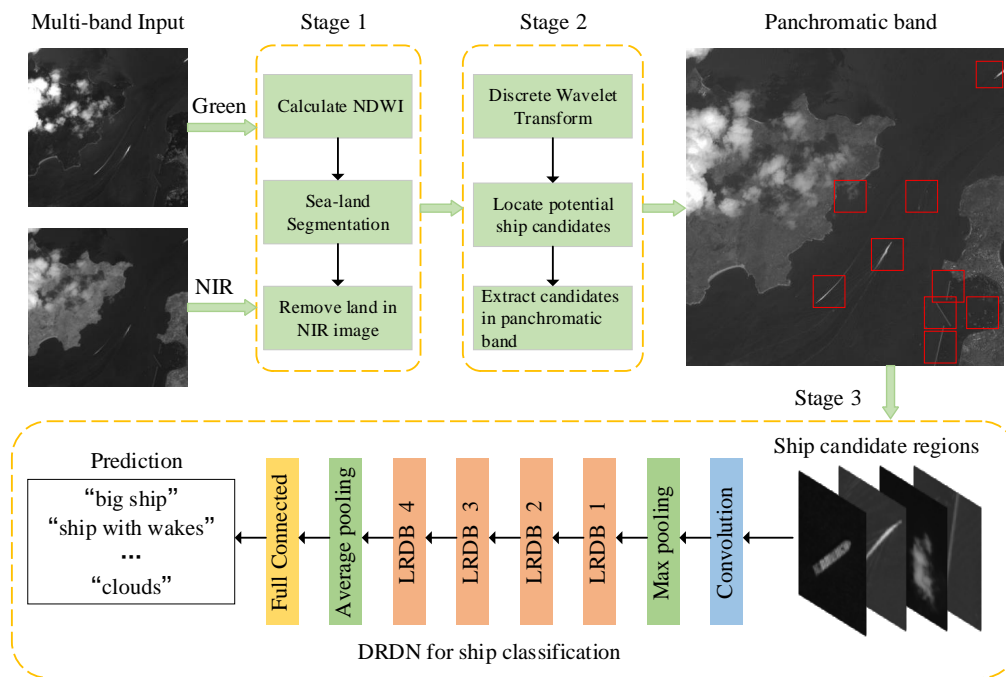 Multi-band Input
Stage 1
Stage 2
Panchromatic band
Green
NIR
Calculate NDWI
Sea-land
Segmentation
Remove land in
NIR image
Discrete Wavelet
Transform
Locate potential
ship candidates
Extract candidates
in panchromatic
band
Stage 3
Ship candidate regions
Convolution
Max pooling
LRDB 1
LRDB 2
LRDB 3
LRDB 4
Average pooling
Full Connected
Prediction
“big ship”
“ship with wakes”
...
“clouds”
DRDN for ship classification